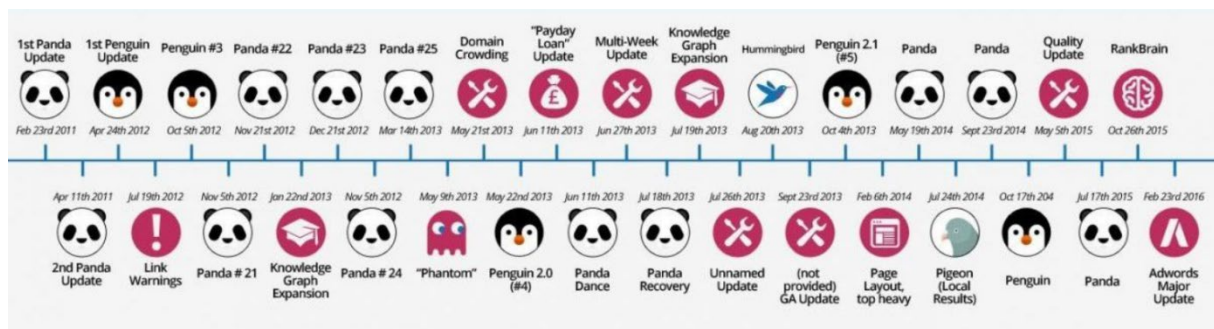 1st Panda
Update
Feb 23rd 2011
1st Penguin
Update
Apr 24th 2012
Penguin #3
Oct 5th 2012
Panda #22
Nov 21st 2012
Panda #23
Dec 21st 2012
Panda #25
Mar 14th 2013
Domain
Crowding
May 21st 2013
"Payday
Loan"
Update
£
Jun 11th 2013
Multi-Week
Update
Jun 27th 2013
Knowledge
Graph
Expansion
Jul 19th 2013
Hummingbird
Aug 20th 2013
Penguin 2.1
(#5)
Oct 4th 2013
Panda
May 19th 2014
Panda
Sept 23rd 2014
Quality
Update
May 5th 2015
RankBrain
Oct 26th 2015
Apr 11th 2011
2nd Panda
Update
Jul 19th 2012
!
Link
Warnings
Nov 5th 2012
Panda # 21
Jan 22nd 2013
Knowledge
Graph
Expansion
Nov 5th 2012
Panda # 24
May 9th 2013
"Phantom"
May 22nd 2013
Penguin 2.0
(#4)
Jun 11th 2013
Panda
Dance
Jul 18th 2013
Panda
Recovery
Jul 26th 2013
Unnamed
Update
Sept 23rd 2013
(not
provided)
GA Update
Feb 6th 2014
Page
Layout,
top heavy
Jul 24th 2014
Pigeon
(Local
Results)
Oct 17th 204
Penguin
Jul 17th 2015
Panda
Feb 23rd 2016
Adwords
Major
Update